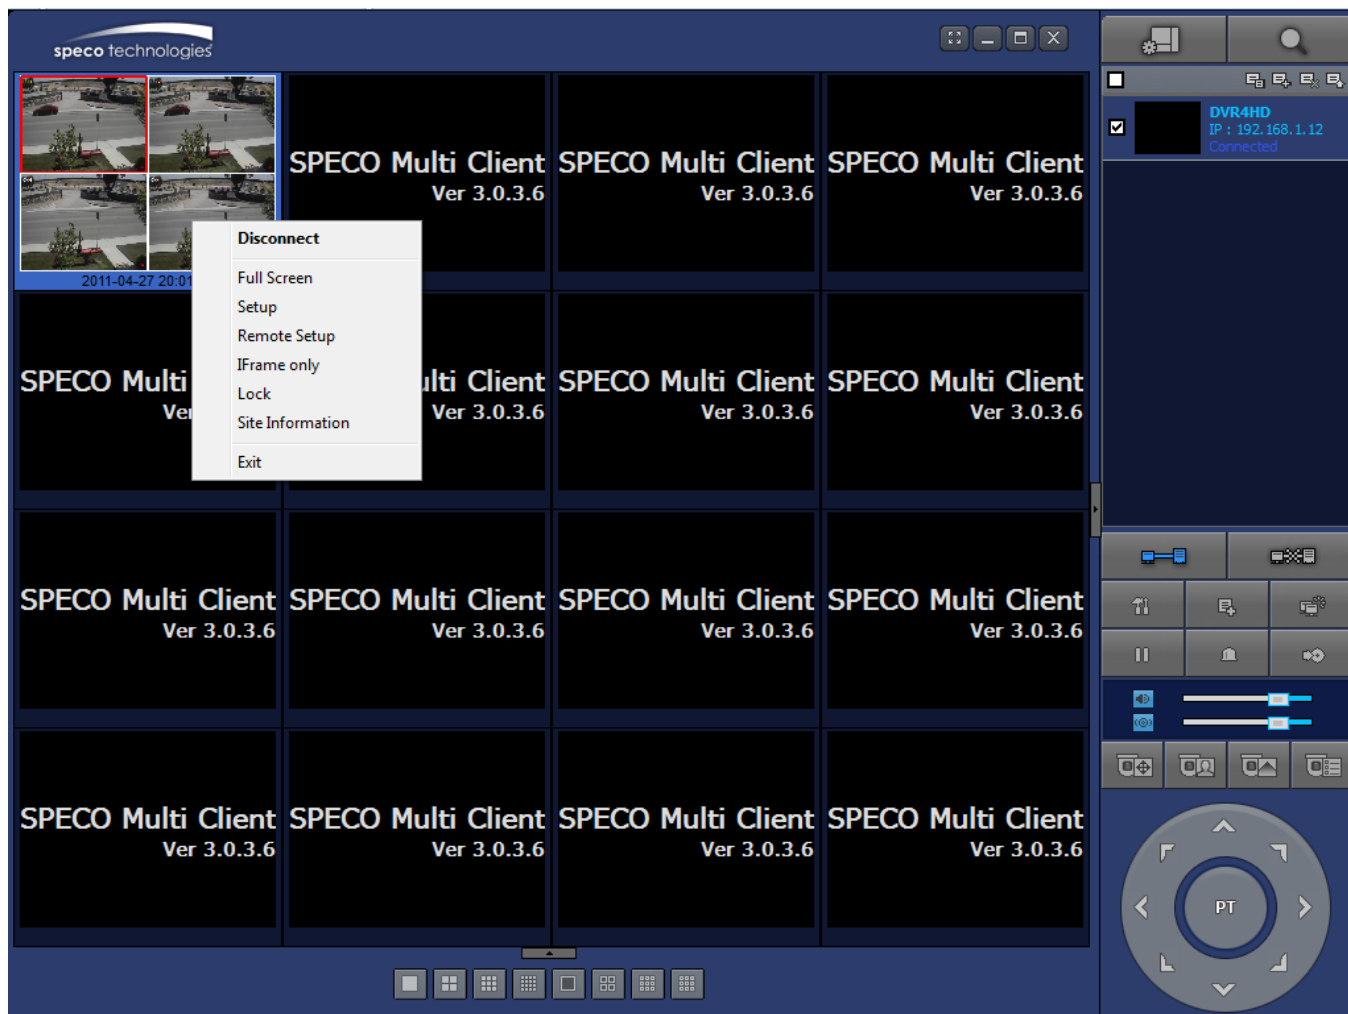 speco technologies
DVR4HD
IP : 192.168.1.12
Connected
SPECO Multi Client SPECO Multi Client SPECO Multi Client
Ver 3.0.3.6 Ver 3.0.3.6 Ver 3.0.3.6
2011-04-27 20:01
Disconnect
Full Screen
Setup
Remote Setup
IFrame only
Lock
Site Information
Exit
SPECO Multi ulti Client SPECO Multi Client SPECO Multi Client
Ver Ver 3.0.3.6 Ver 3.0.3.6 Ver 3.0.3.6
SPECO Multi Client SPECO Multi Client SPECO Multi Client SPECO Multi Client
Ver 3.0.3.6 Ver 3.0.3.6 Ver 3.0.3.6 Ver 3.0.3.6
SPECO Multi Client SPECO Multi Client SPECO Multi Client SPECO Multi Client
Ver 3.0.3.6 Ver 3.0.3.6 Ver 3.0.3.6 Ver 3.0.3.6
PT